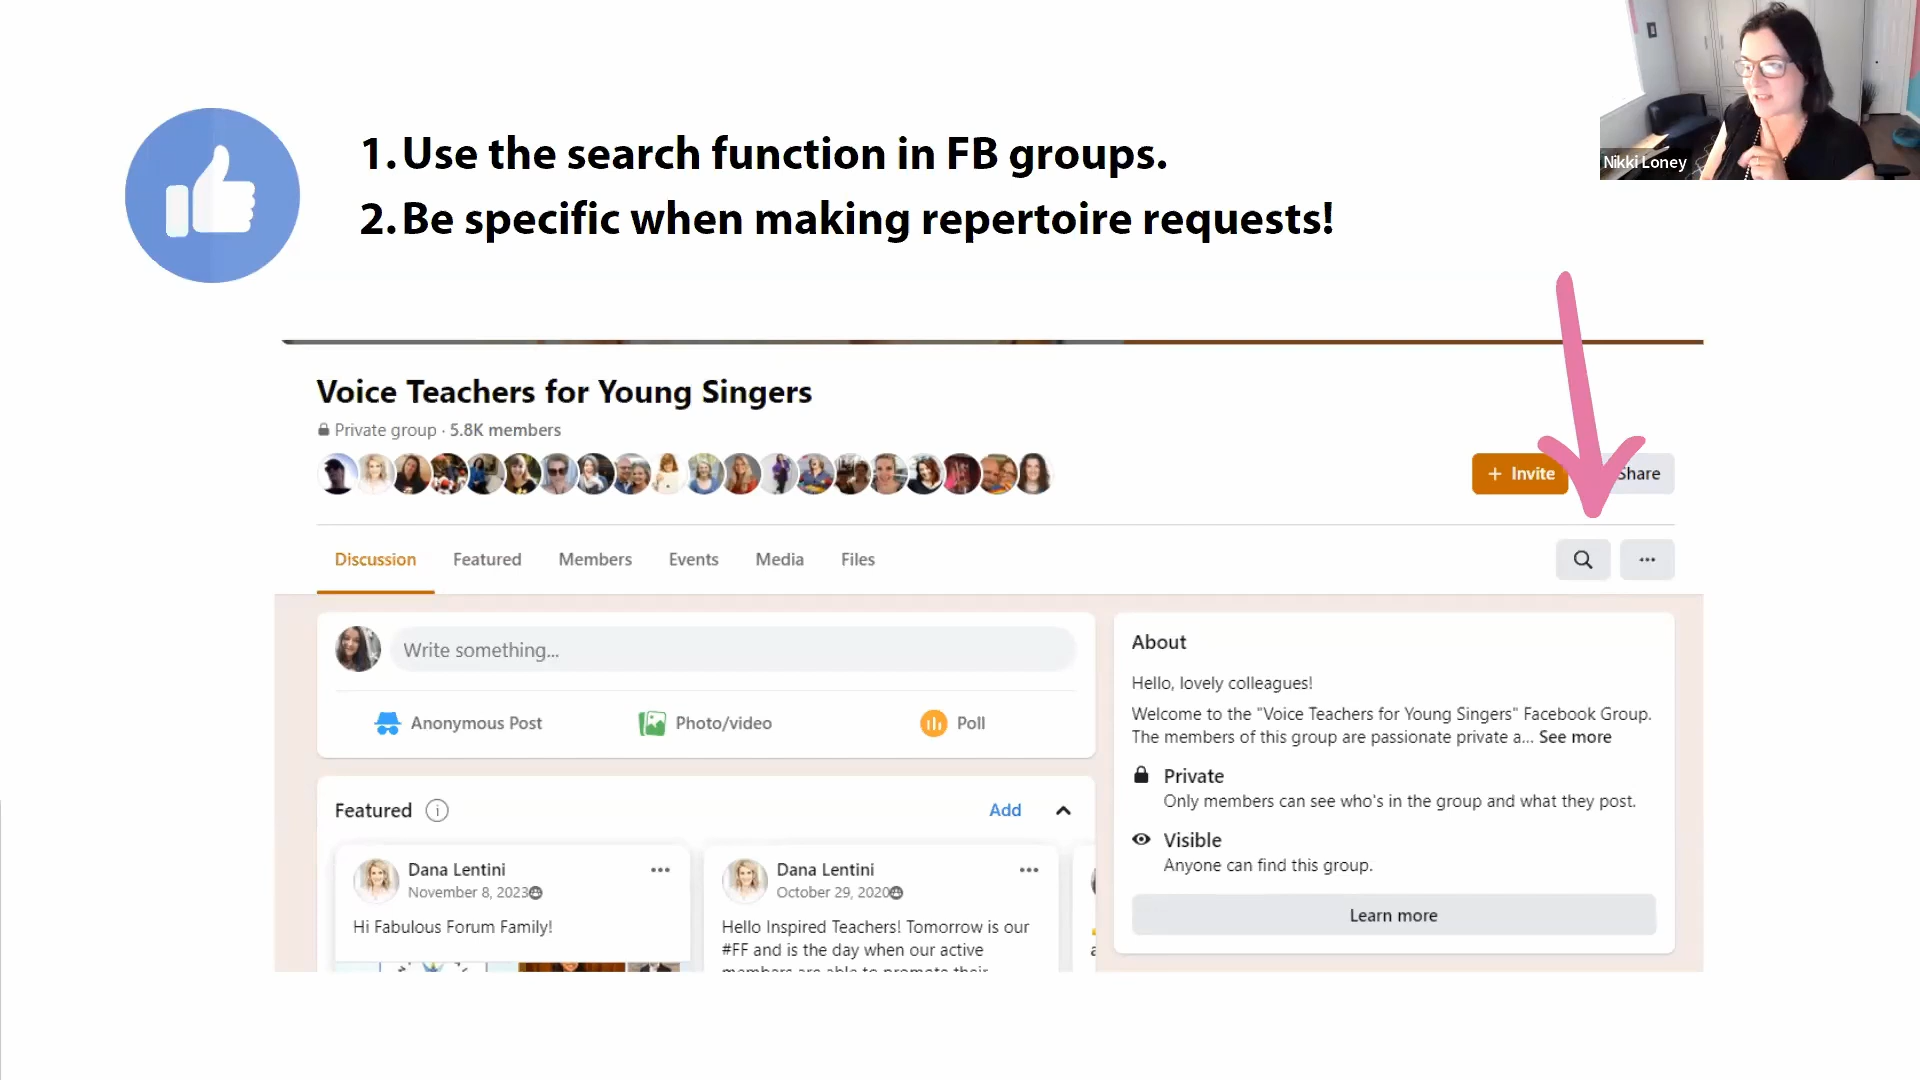 1. Use the search function in FB groups.
2. Be specific when making repertoire requests!
Nikki Loney
Voice Teachers for Young Singers
Private group · 5.8K members
+ Invite
Share
Discussion Featured Members Events Media Files
Write something...
Anonymous Post Photo/video Poll
Featured
Add
Dana Lentini
November 8, 2023
Hi Fabulous Forum Family!
Dana Lentini
October 29, 2020
Hello Inspired Teachers! Tomorrow is our
#FF and is the day when our active
members are able to promote their
About
Hello, lovely colleagues!
Welcome to the "Voice Teachers for Young Singers" Facebook Group.
The members of this group are passionate private a... See more
Private
Only members can see who's in the group and what they post.
Visible
Anyone can find this group.
Learn more